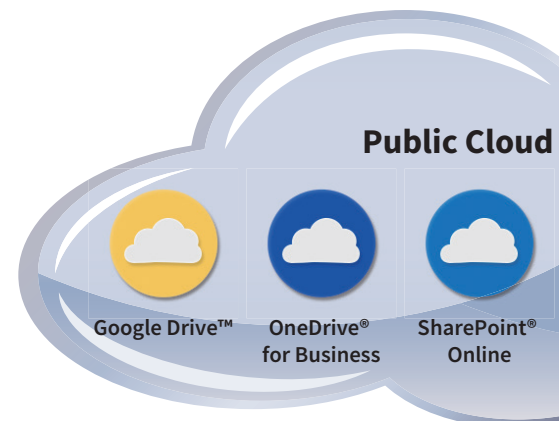 Public Cloud
Google Drive™
OneDrive®
for Business
SharePoint®
Online